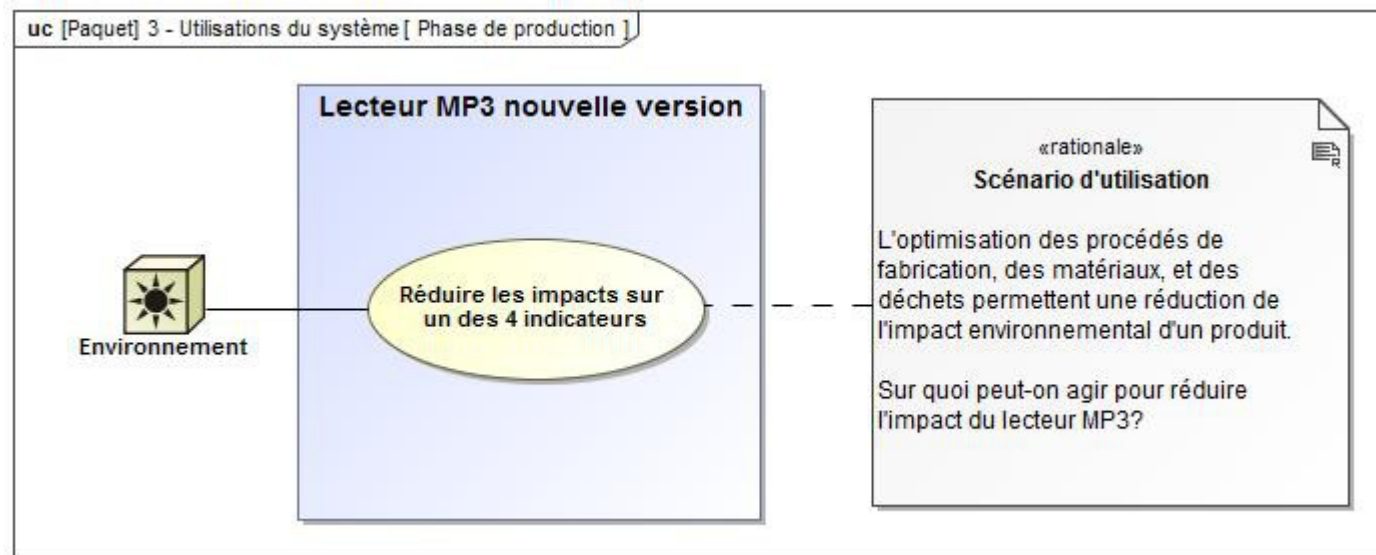 uc [Paquet] 3 - Utilisations du système [ Phase de production ]
Lecteur MP3 nouvelle version
«rationale»
Scénario d'utilisation
L'optimisation des procédés de
fabrication, des matériaux, et des
déchets permettent une réduction de
l'impact environnemental d'un produit.
Sur quoi peut-on agir pour réduire
l'impact du lecteur MP3?
Réduire les impacts sur
un des 4 indicateurs
Environnement
R